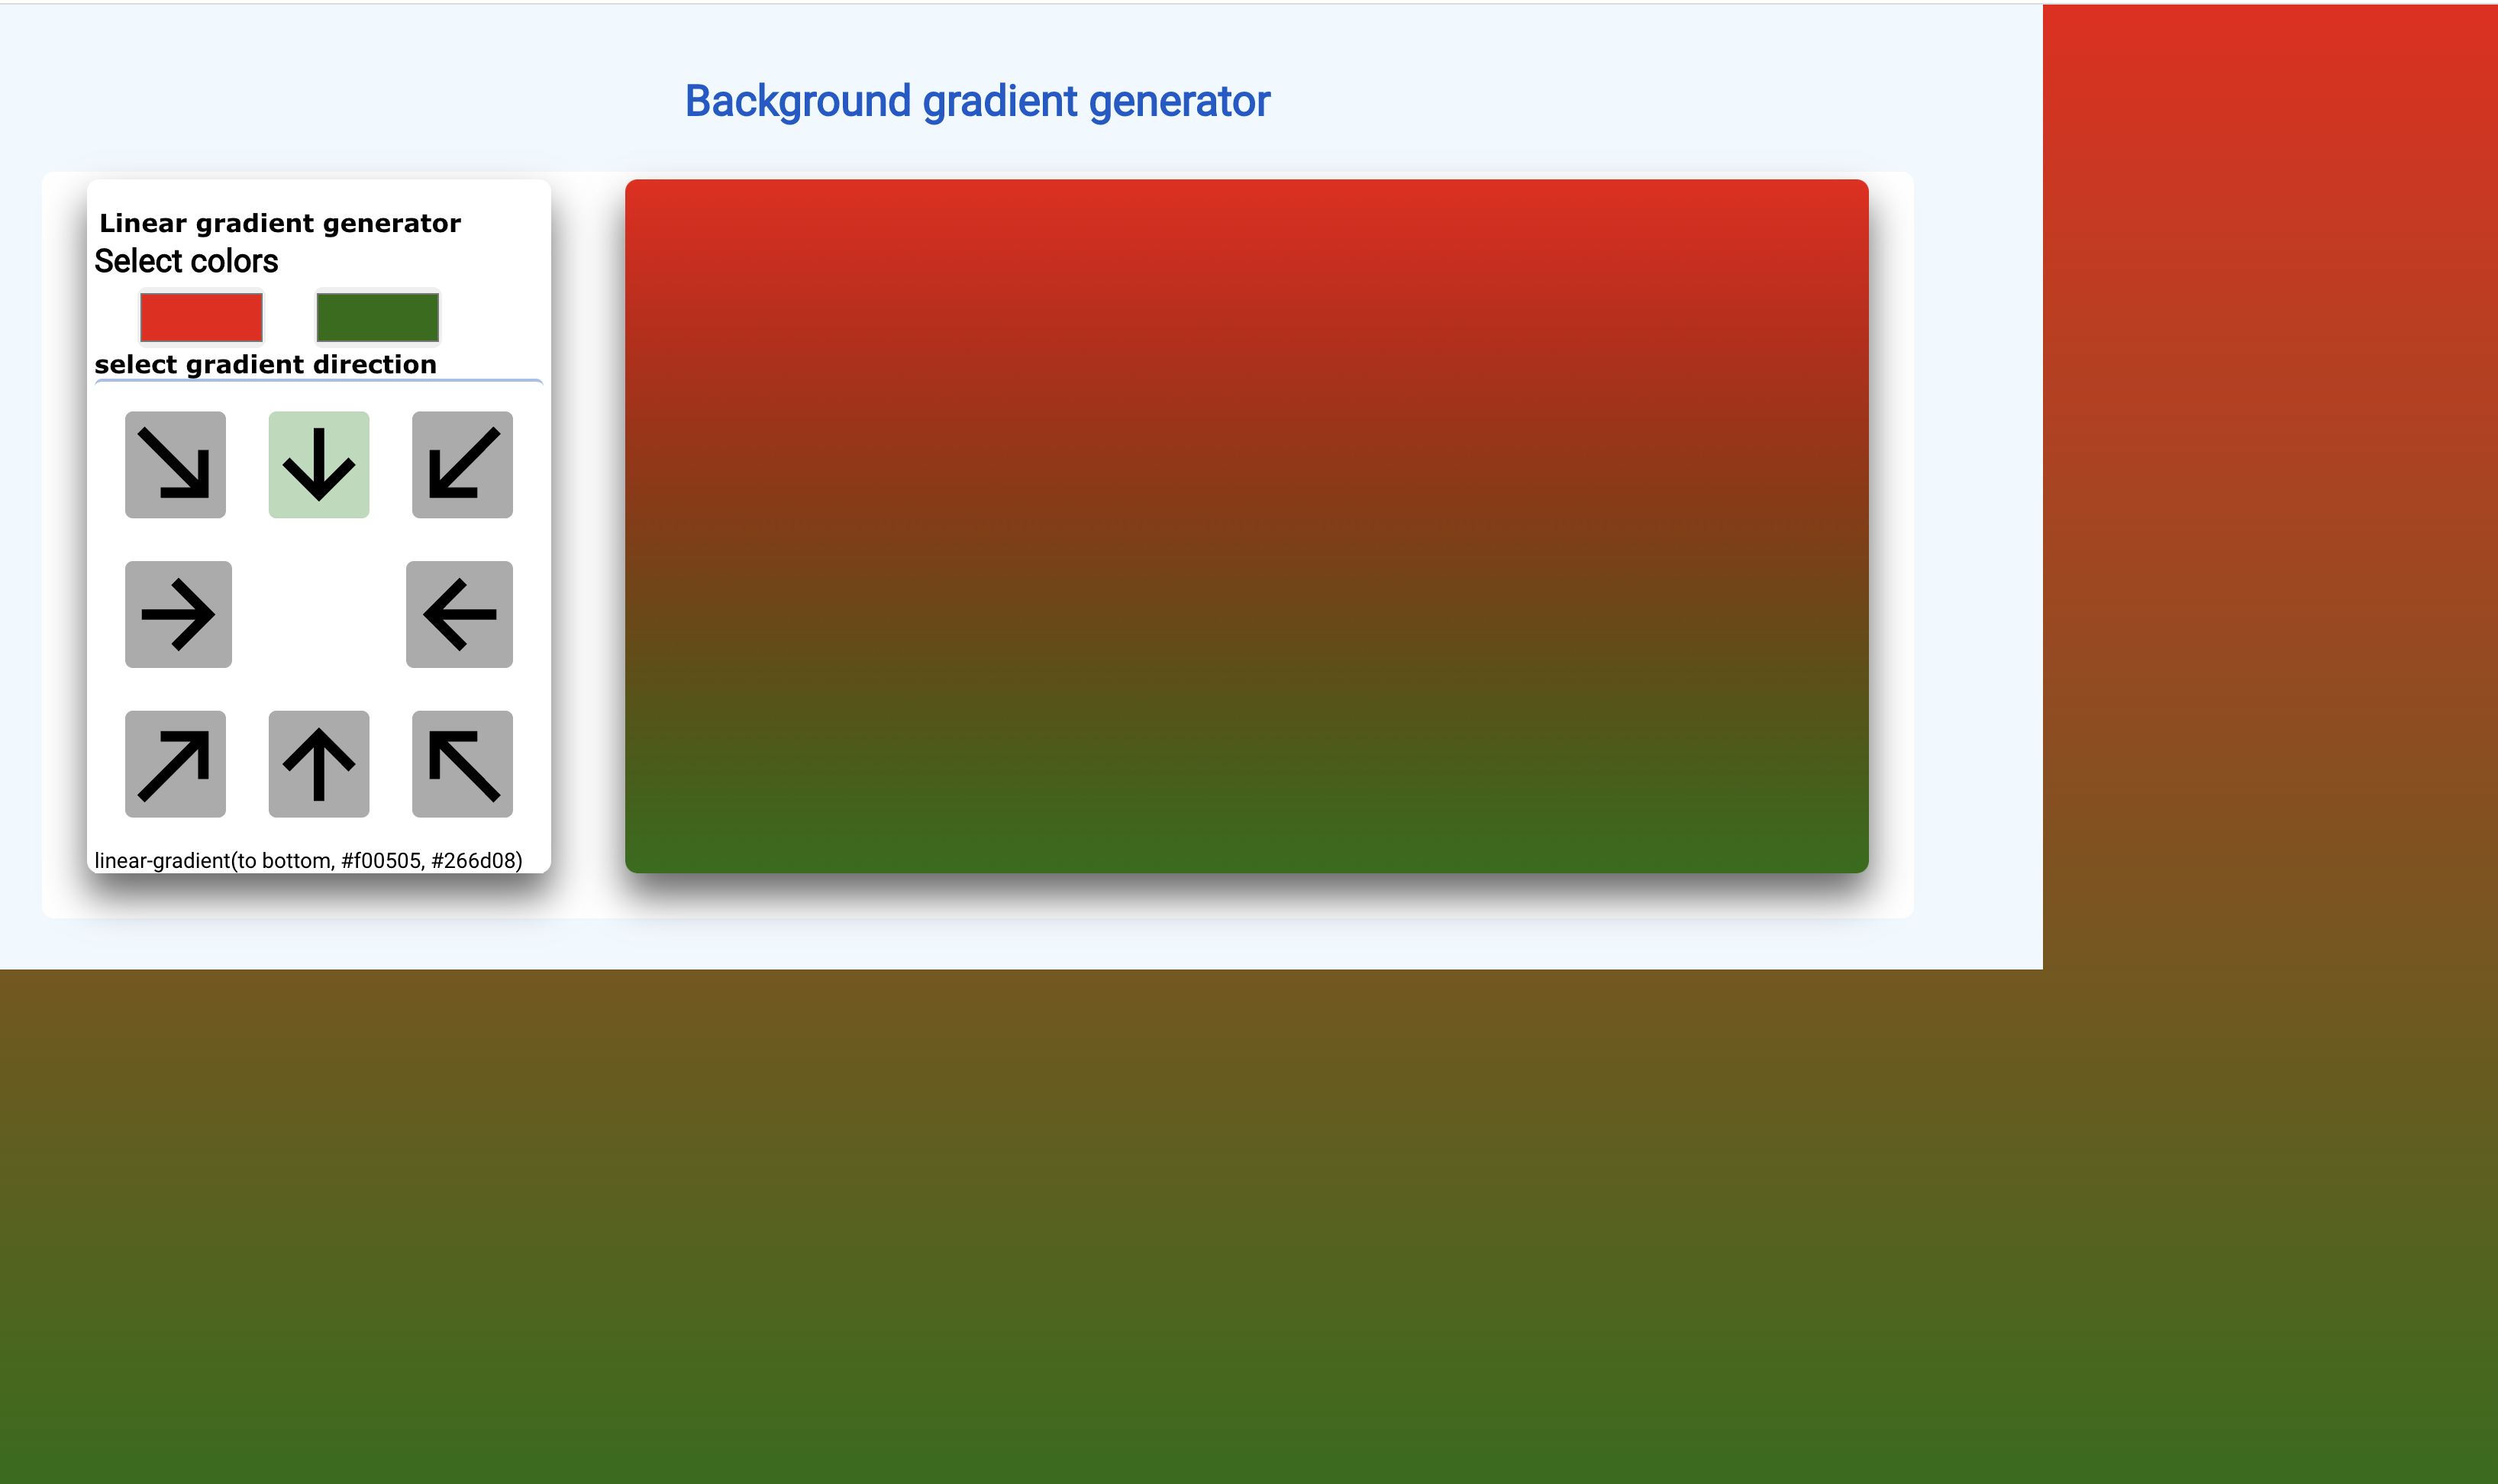 Background gradient generator
Linear gradient generator
Select colors
select gradient direction
linear-gradient(to bottom, #f00505, #266d08)